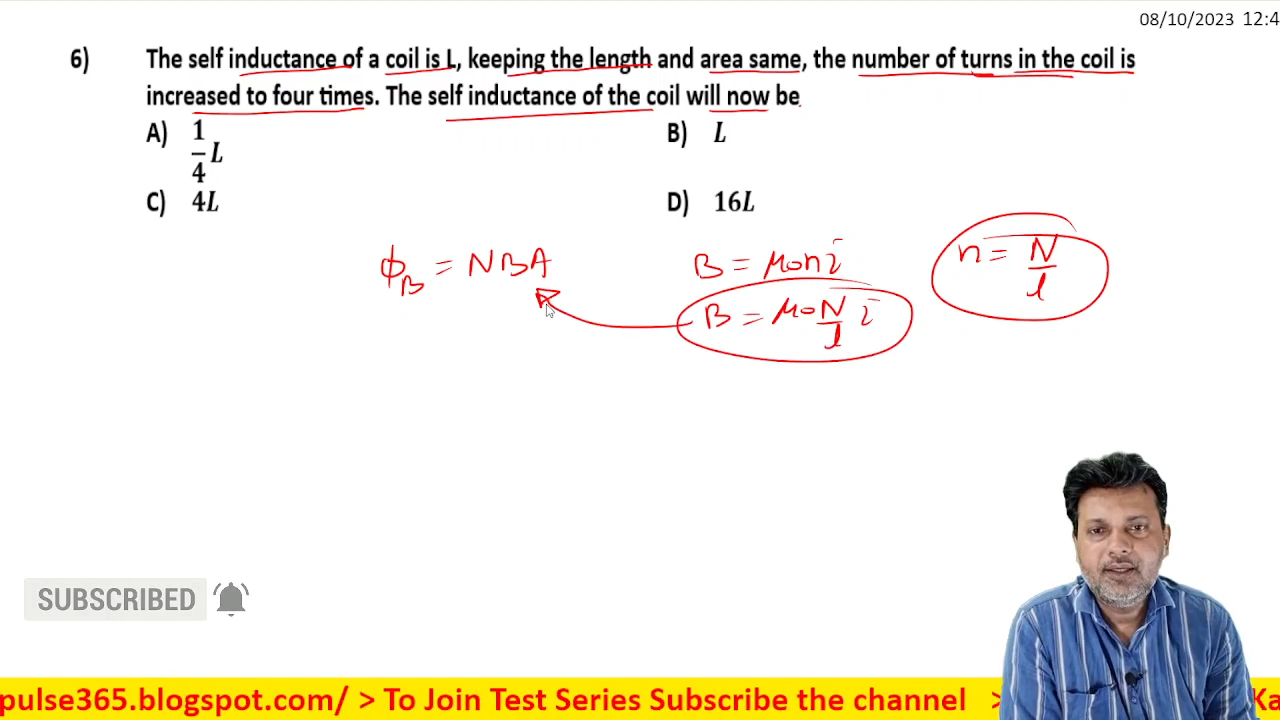 08/10/2023 12:4
6) The self inductance of a coil is L, keeping the length and area same, the number of turns in the coil is
increased to four times. The self inductance of the coil will now be
A) 1/4 L B) L
C) 4L D) 16L
ϕ_B = NBA B = μ₀ni n = N/l
B = μ₀ N/l i
SUBSCRIBED
pulse365.blogspot.com/ > To Join Test Series Subscribe the channel > Ka